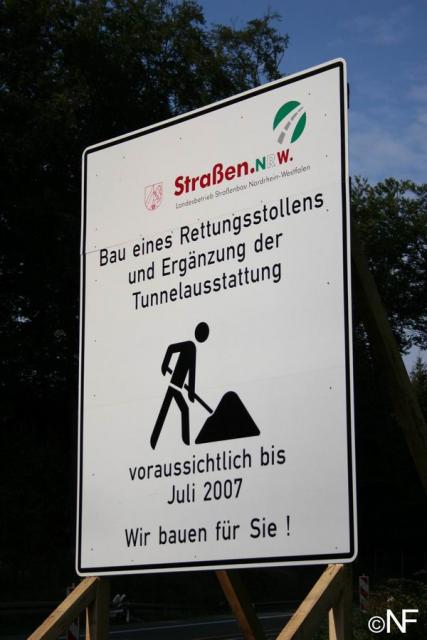 Straßen.NRW.
Landesbetrieb Straßenbau Nordrhein-Westfalen
Bau eines Rettungsstollens
und Ergänzung der
Tunnelausstattung
voraussichtlich bis
Juli 2007
Wir bauen für Sie !
©NF